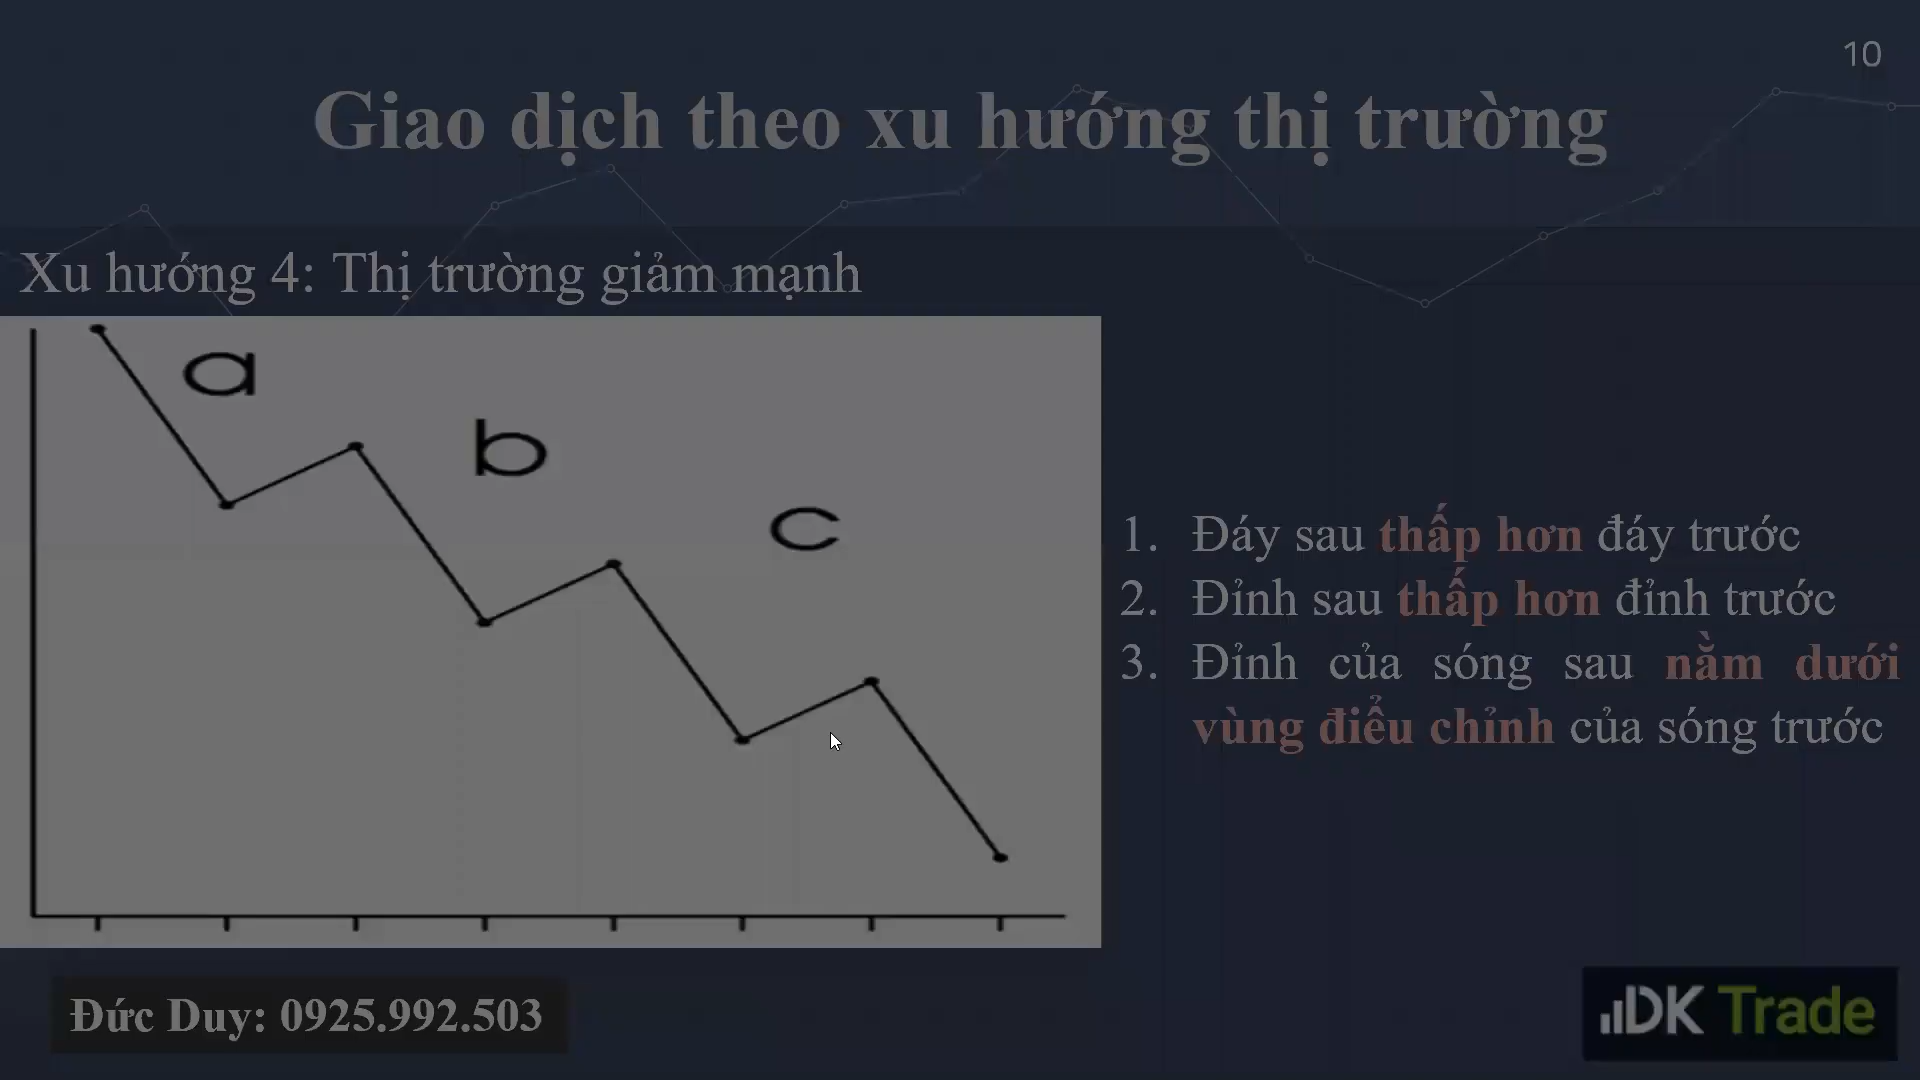 10
Giao dịch theo xu hướng thị trường
Xu hướng 4: Thị trường giảm mạnh
a
b
c
1. Đáy sau thấp hơn đáy trước
2. Đỉnh sau thấp hơn đỉnh trước
3. Đỉnh của sóng sau nằm dưới
vùng điểu chỉnh của sóng trước
Đức Duy: 0925.992.503
DK Trade